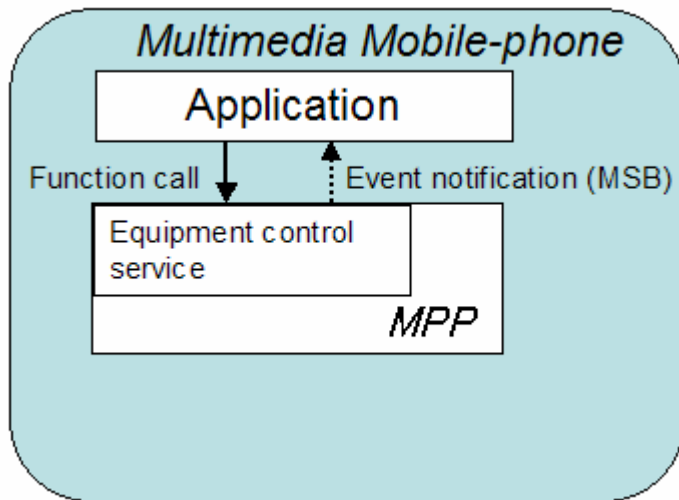 Multimedia Mobile-phone
Application
Function call
Event notification (MSB)
Equipment control
service
MPP